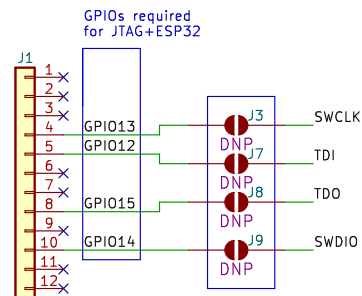 GPIOs required
for JTAG+ESP32
J1
1
2
3
4 GPIO13 J3 SWCLK
DNP
5 GPIO12 J7 TDI
DNP
6
7
8 GPIO15 J8 TDO
DNP
9
10 GPIO14 J9 SWDIO
DNP
11
12